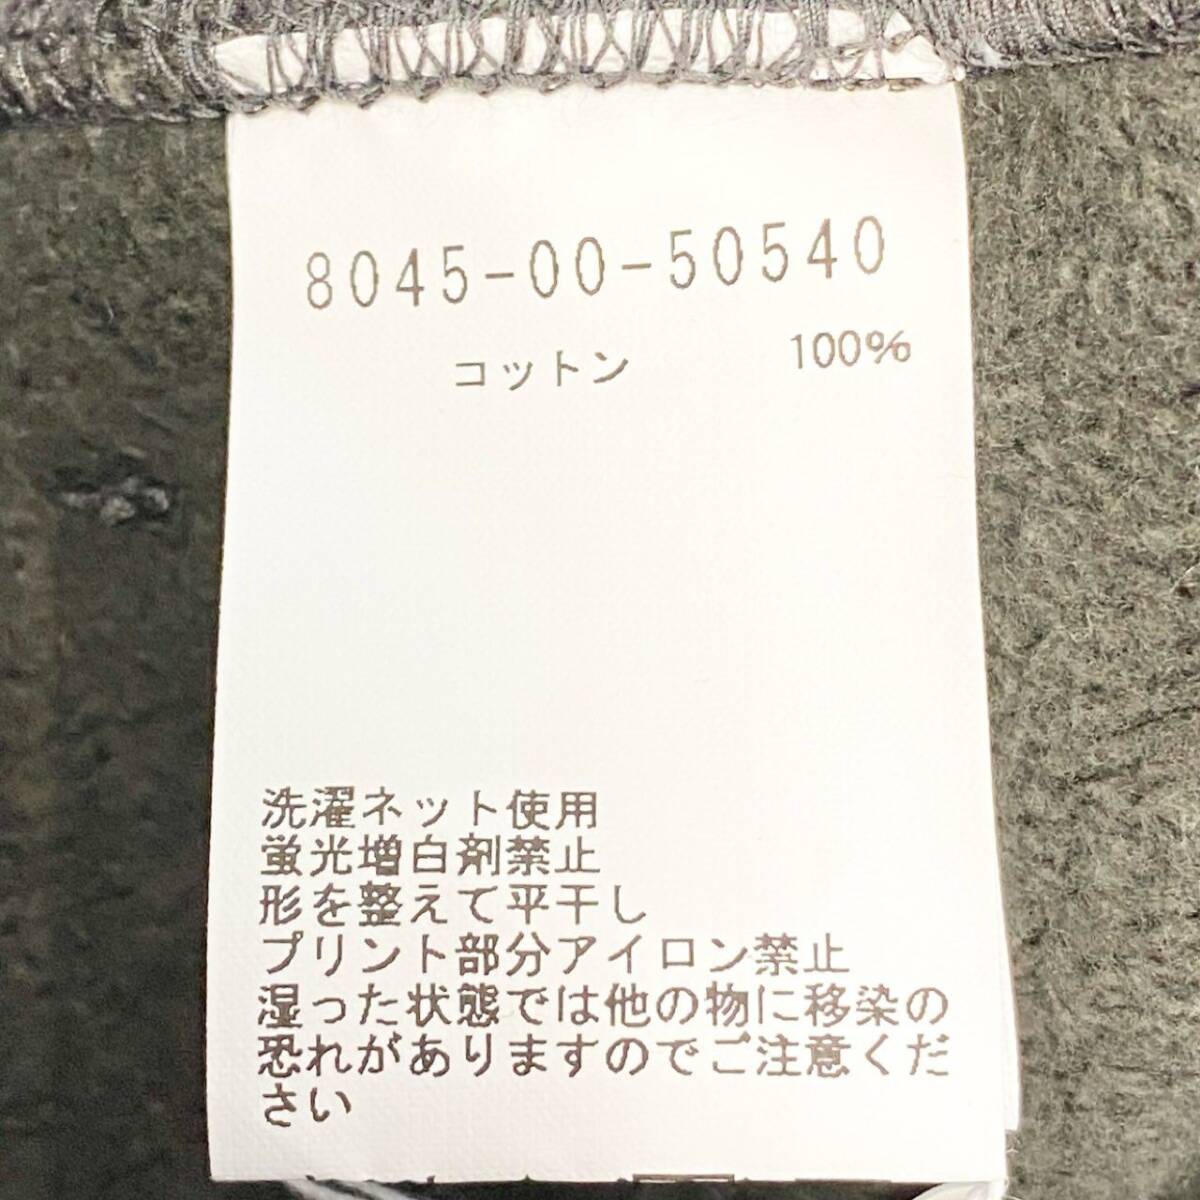 8045-00-50540
コットン 100%
洗濯ネット使用
蛍光増白剤禁止
形を整えて平干し
プリント部分アイロン禁止
湿った状態では他の物に移染の
恐れがありますのでご注意くだ
さい